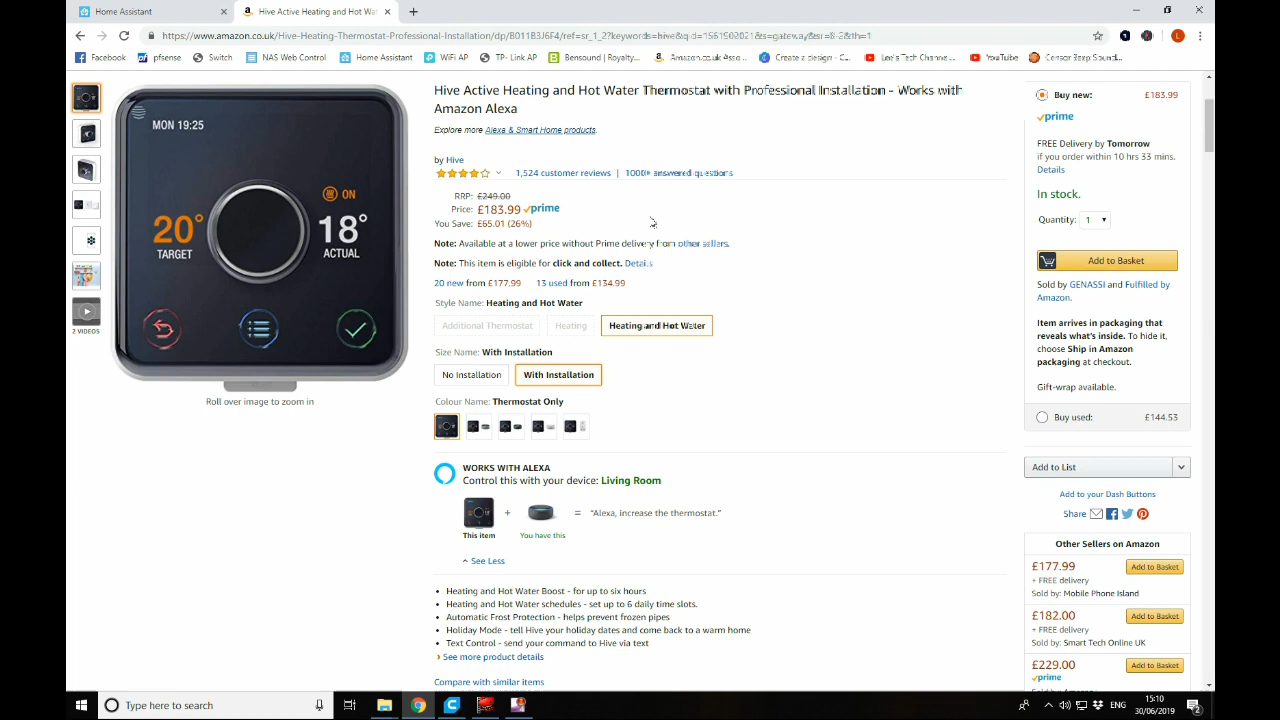 Home Assistant
Hive Active Heating and Hot Wat
https://www.amazon.co.uk/Hive-Heating-Thermostat-Professional-Installation/dp/B011B3J6F4/ref=sr_1_2?keywords=hive&qid=1561902021&s=gateway&sr=8-2&th=1
Facebook
pfsense
Switch
NAS Web Control
Home Assistant
WiFi AP
TP- Link AP
Bensound | Royalty...
Amazon.co.uk Asso...
Create a design - C...
YouTube
Lee's Tech Channe...
Censor Beep Sound...
Hive Active Heating and Hot Water Thermostat with Professional Installation - Works with
Amazon Alexa
Explore more Alexa & Smart Home products.
by Hive
1,524 customer reviews | 1000+ answered questions
RRP: £249.00
Price: £183.99 prime
You Save: £65.01 (26%)
Note: Available at a lower price without Prime delivery from other sellers.
Note: This item is eligible for click and collect. Details
20 new from £177.99 13 used from £134.99
Style Name: Heating and Hot Water
Additional Thermostat Heating Heating and Hot Water
Size Name: With Installation
No Installation With Installation
Colour Name: Thermostat Only
WORKS WITH ALEXA
Control this with your device: Living Room
+ = “Alexa, increase the thermostat.”
This item You have this
See Less
• Heating and Hot Water Boost - for up to six hours
• Heating and Hot Water schedules - set up to 6 daily time slots.
• Automatic Frost Protection - helps prevent frozen pipes
• Holiday Mode - tell Hive your holiday dates and come back to a warm home
• Text Control - send your command to Hive via text
› See more product details
Compare with similar items
MON 19:25
ON
20° 18°
TARGET ACTUAL
2 VIDEOS
Roll over image to zoom in
Buy new: £183.99
prime
FREE Delivery by Tomorrow
if you order within 10 hrs 33 mins.
Details
In stock.
Quantity: 1
Add to Basket
Sold by GENASSI and Fulfilled by
Amazon.
Item arrives in packaging that
reveals what's inside. To hide it,
choose Ship in Amazon
packaging at checkout.
Gift-wrap available.
Buy used: £144.53
Add to List
Add to your Dash Buttons
Share
Other Sellers on Amazon
£177.99 Add to Basket
+ FREE delivery
Sold by: Mobile Phone Island
£182.00 Add to Basket
+ FREE delivery
Sold by: Smart Tech Online UK
£229.00 Add to Basket
prime
Type here to search
ENG
15:10
30/06/2019
2